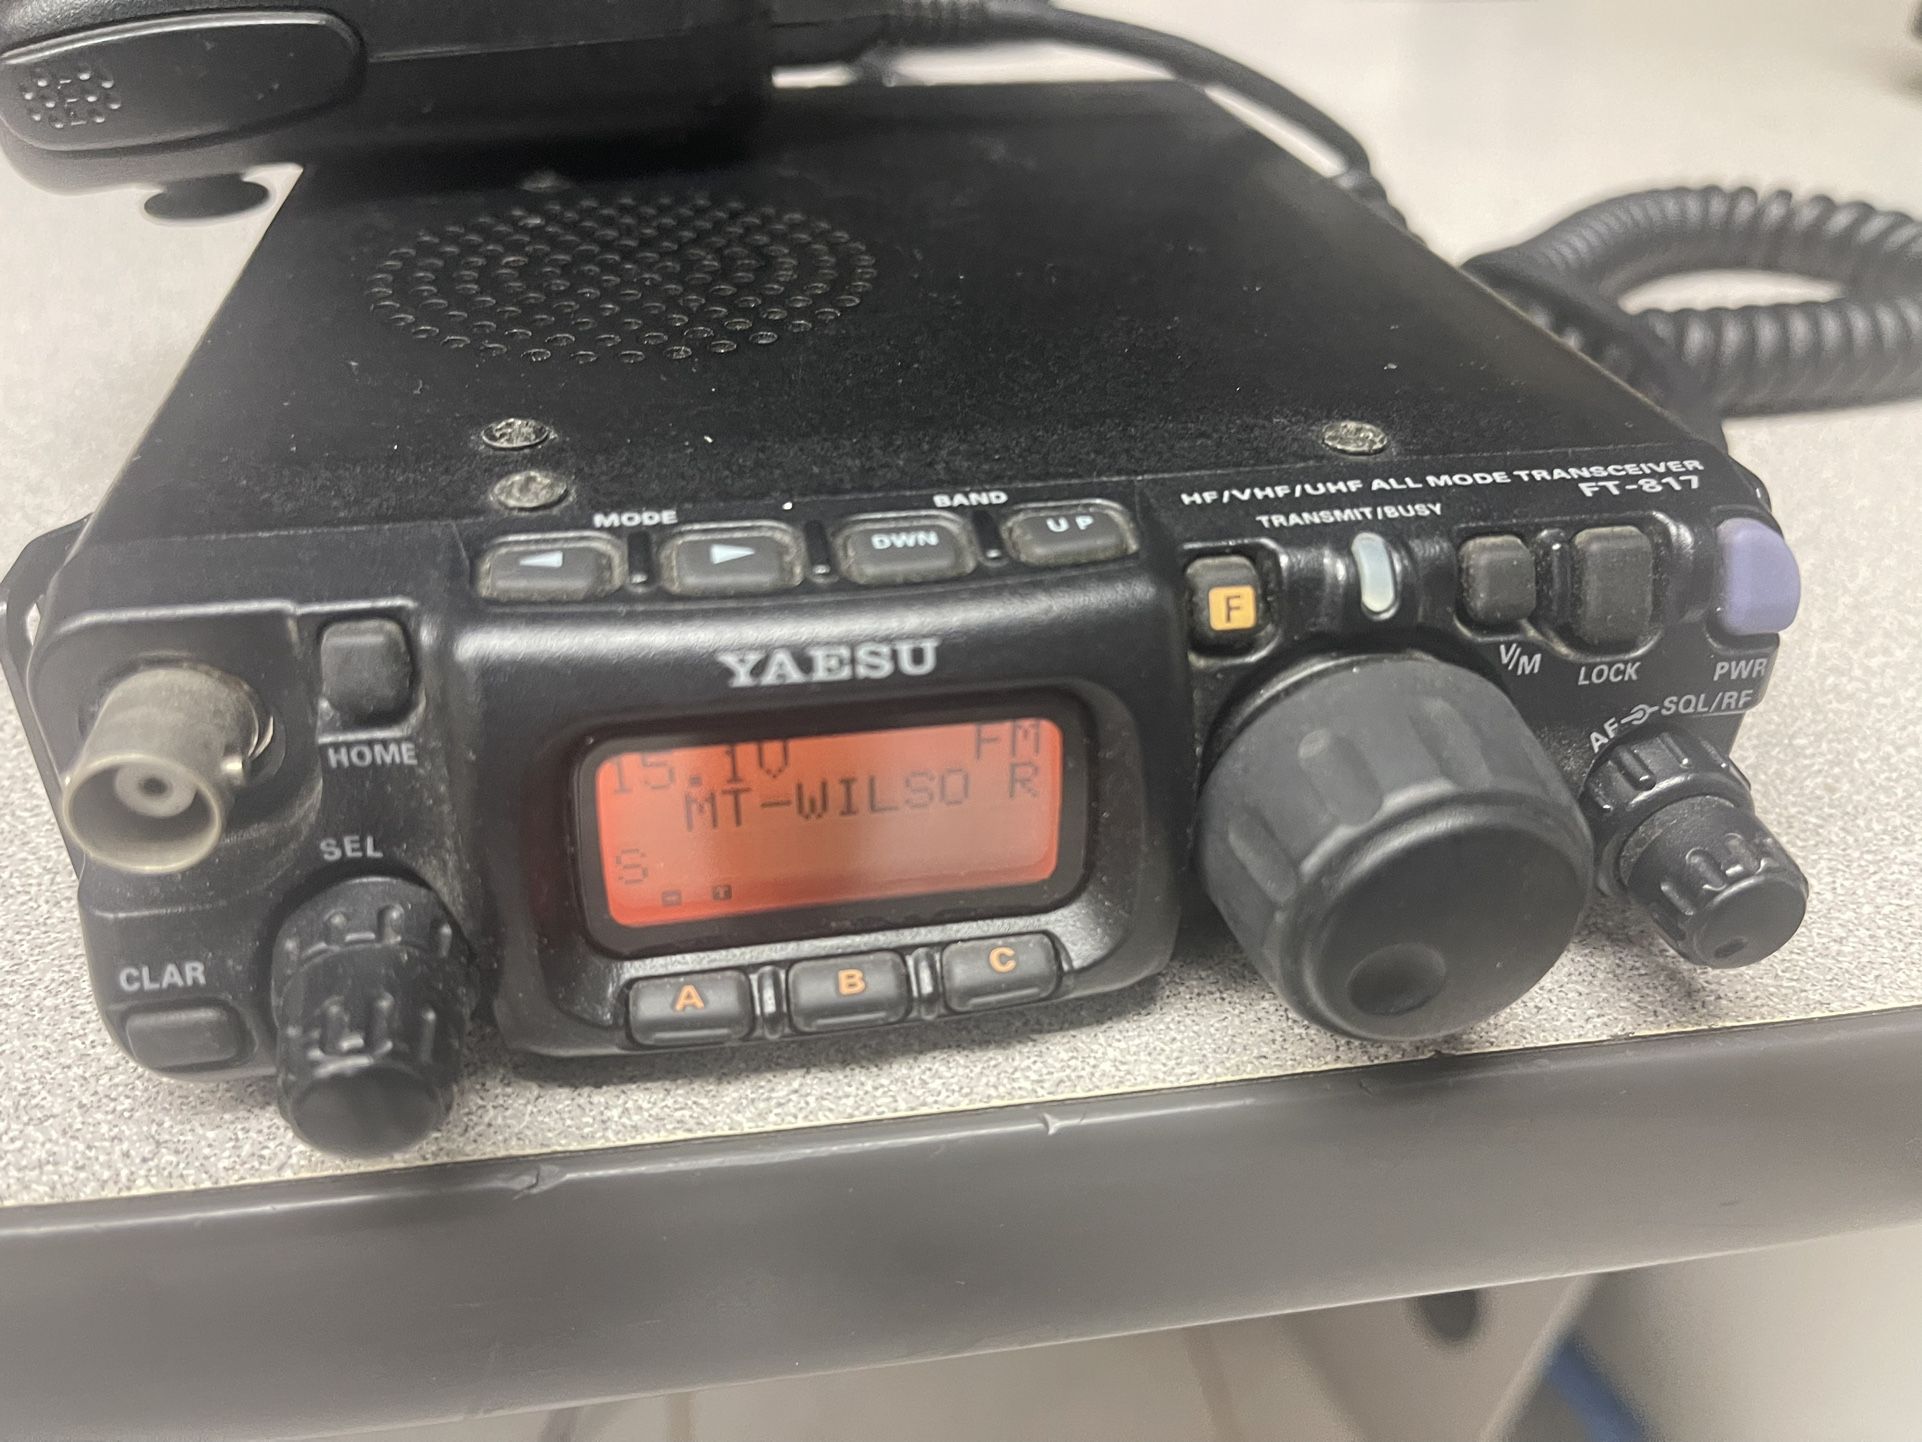 HF/VHF/UHF ALL MODE TRANSCEIVER
FT-817
MODE
BAND
TRANSMIT/BUSY
DWN
UP
F
V/M
LOCK
PWR
AF
SQL/RF
HOME
YAESU
15.1V FM
MT-WILSO R
S
SEL
CLAR
A
B
C